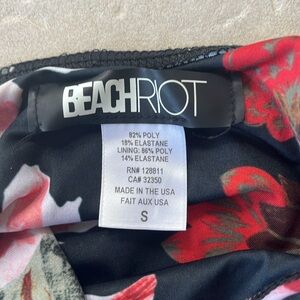 BEACHRIOT
82% POLY
18% ELASTANE
LINING: 86% POLY
14% ELASTANE
RN# 128811
CA# 32350
MADE IN THE USA
FAIT AUX USA
S